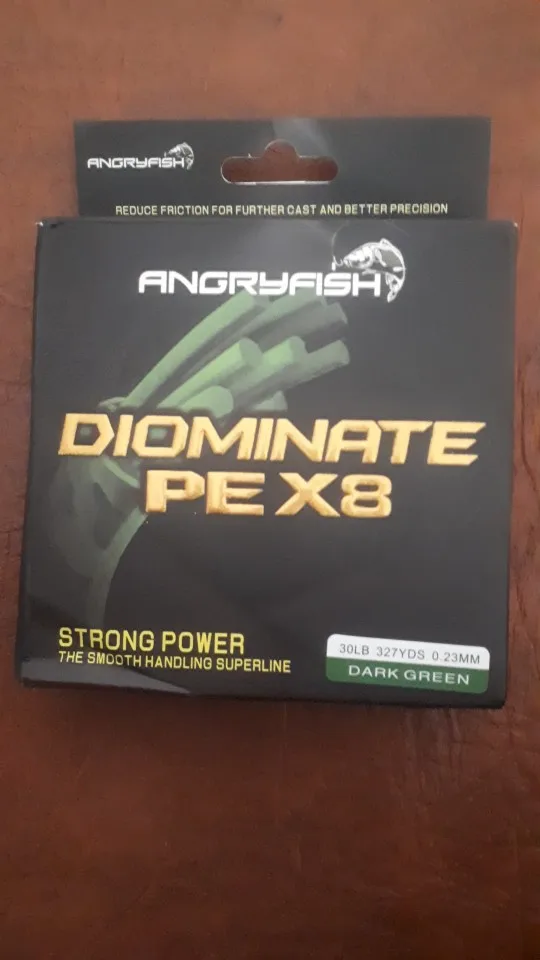 ANGRYFISH
REDUCE FRICTION FOR FURTHER CAST AND BETTER PRECISION
ANGRYFISH
DIOMINATE
PE X8
STRONG POWER
THE SMOOTH HANDLING SUPERLINE
30LB 327YDS 0.23MM
DARK GREEN